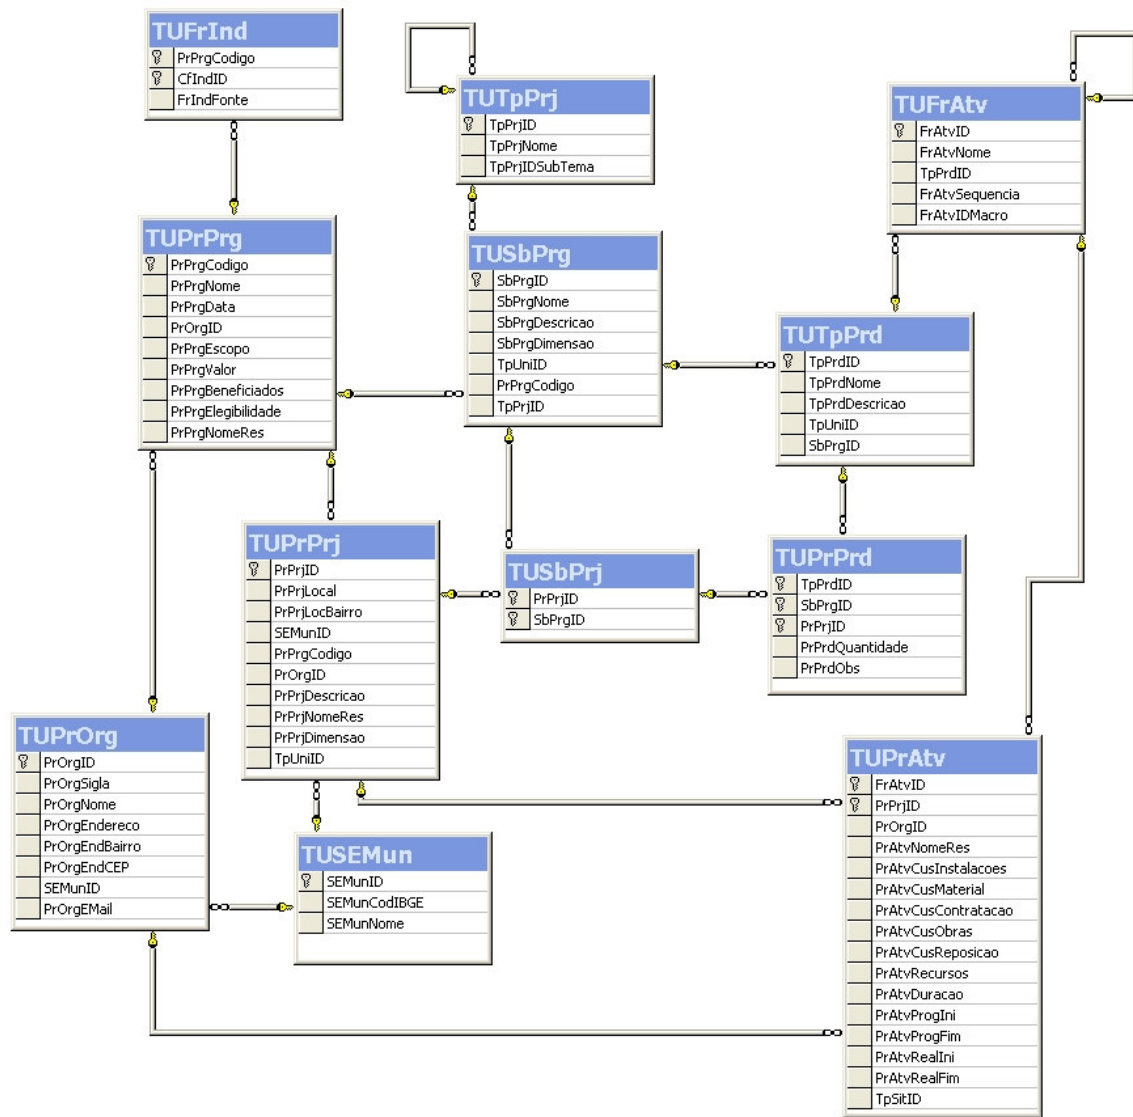 TUFrInd
PrPrgCodigo
CfIndID
FrIndFonte
TUTpPrj
TpPrjID
TpPrjNome
TpPrjIDSubTema
TUFrAtv
FrAtvID
FrAtvNome
TpPrdID
FrAtvSequencia
FrAtvIDMacro
TUPrPrg
PrPrgCodigo
PrPrgNome
PrPrgData
PrOrgID
PrPrgEscopo
PrPrgValor
PrPrgBeneficiados
PrPrgElegibilidade
PrPrgNomeRes
TUSbPrg
SbPrgID
SbPrgNome
SbPrgDescricao
SbPrgDimensao
TpUniID
PrPrgCodigo
TpPrjID
TUTpPrd
TpPrdID
TpPrdNome
TpPrdDescricao
TpUniID
SbPrgID
TUPrPrj
PrPrjID
PrPrjLocal
PrPrjLocBairro
SEMunID
PrPrgCodigo
PrOrgID
PrPrjDescricao
PrPrjNomeRes
PrPrjDimensao
TpUniID
TUSbPrj
PrPrjID
SbPrgID
TUPrPrd
TpPrdID
SbPrgID
PrPrjID
PrPrdQuantidade
PrPrdObs
TUPrOrg
PrOrgID
PrOrgSigla
PrOrgNome
PrOrgEndereco
PrOrgEndBairro
PrOrgEndCEP
SEMunID
PrOrgEMail
TUSEMun
SEMunID
SEMunCodIBGE
SEMunNome
TUPrAtv
FrAtvID
PrPrjID
PrOrgID
PrAtvNomeRes
PrAtvCusInstalacoes
PrAtvCusMaterial
PrAtvCusContratacao
PrAtvCusObras
PrAtvCusReposicao
PrAtvRecursos
PrAtvDuracao
PrAtvProgIni
PrAtvProgFim
PrAtvRealIni
PrAtvRealFim
TpSitID